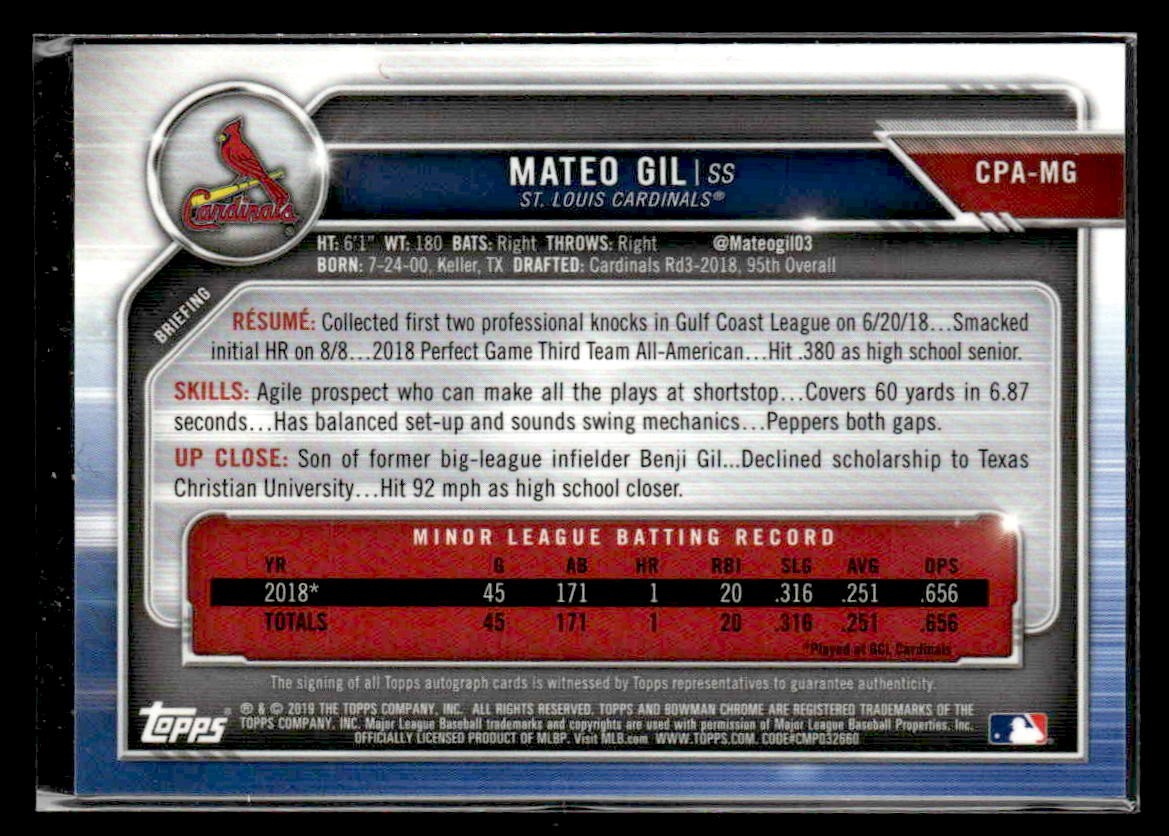 Cardinals
MATEO GIL | SS
ST. LOUIS CARDINALS®
CPA-MG
HT: 6'1" WT: 180 BATS: Right THROWS: Right @Mateogil03
BORN: 7-24-00, Keller, TX DRAFTED: Cardinals Rd3-2018, 95th Overall
BRIEFING
RÉSUMÉ: Collected first two professional knocks in Gulf Coast League on 6/20/18...Smacked
initial HR on 8/8...2018 Perfect Game Third Team All-American...Hit .380 as high school senior.
SKILLS: Agile prospect who can make all the plays at shortstop...Covers 60 yards in 6.87
seconds...Has balanced set-up and sounds swing mechanics...Peppers both gaps.
UP CLOSE: Son of former big-league infielder Benji Gil...Declined scholarship to Texas
Christian University...Hit 92 mph as high school closer.
MINOR LEAGUE BATTING RECORD
YR G AB HR RBI SLG AVG OPS
2018* 45 171 1 20 .316 .251 .656
TOTALS 45 171 1 20 .316 .251 .656
*Played at GCL Cardinals
The signing of all Topps autograph cards is witnessed by Topps representatives to guarantee authenticity.
Topps® ® & © 2019 THE TOPPS COMPANY, INC. ALL RIGHTS RESERVED. TOPPS AND BOWMAN CHROME ARE REGISTERED TRADEMARKS OF THE
TOPPS COMPANY, INC. Major League Baseball trademarks and copyrights are used with permission of Major League Baseball Properties, Inc.
OFFICIALLY LICENSED PRODUCT OF MLBP. Visit MLB.com WWW.TOPPS.COM. CODE#CMP032660